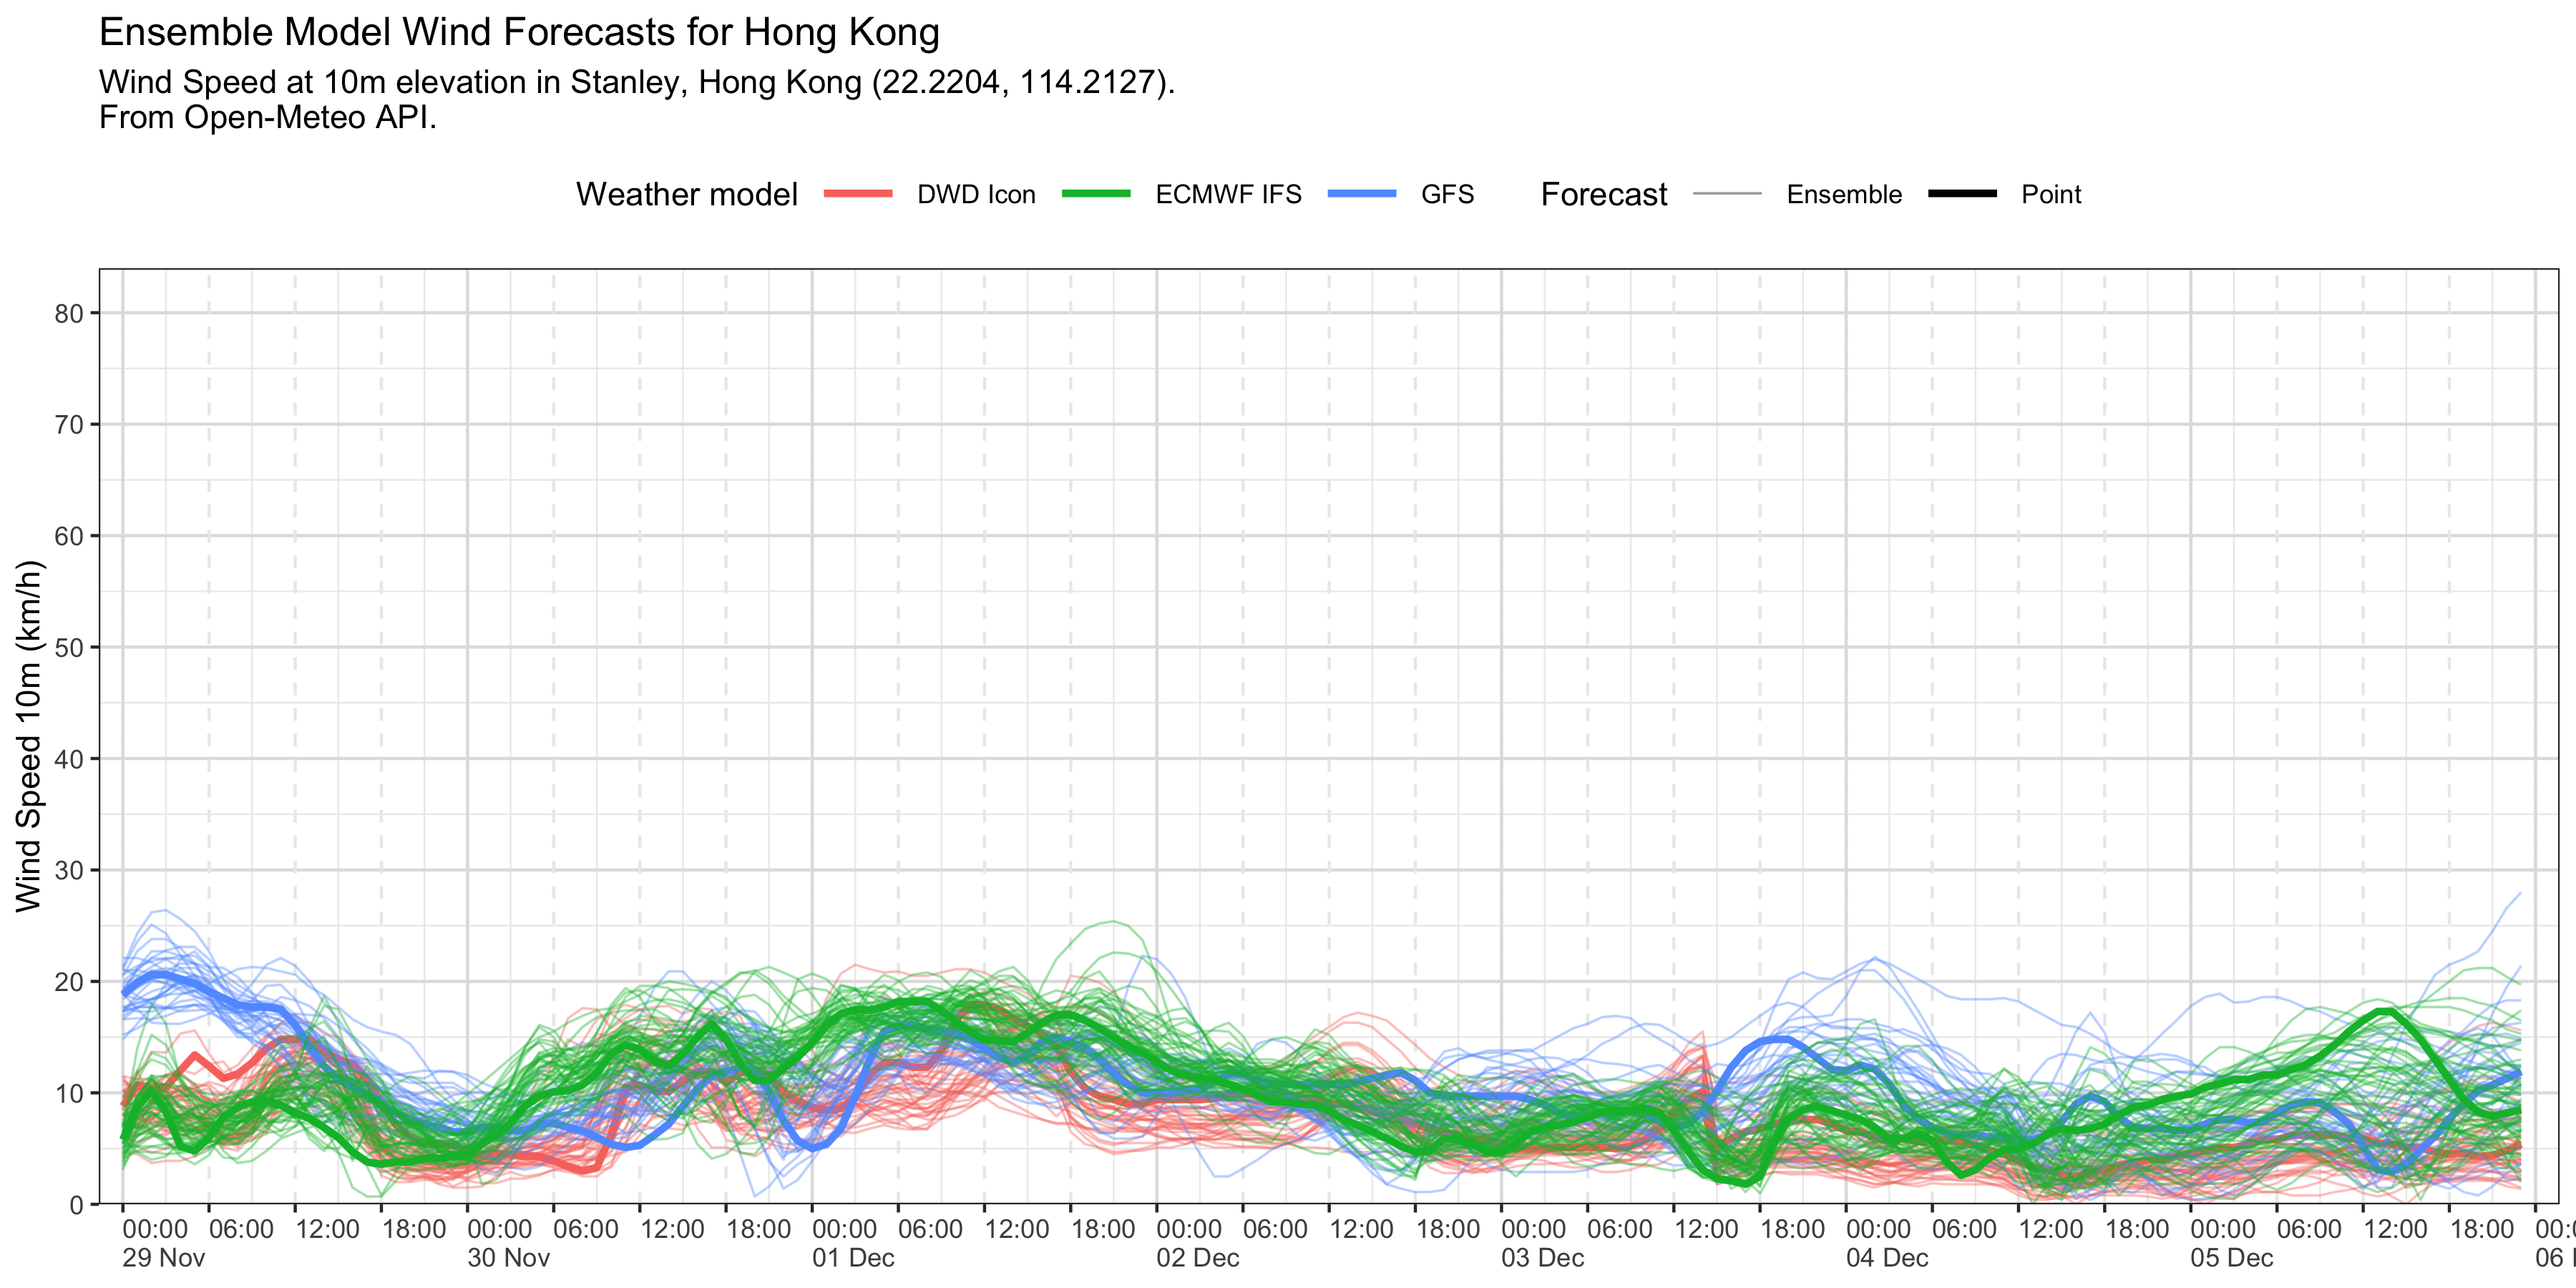 Ensemble Model Wind Forecasts for Hong Kong
Wind Speed at 10m elevation in Stanley, Hong Kong (22.2204, 114.2127).
From Open-Meteo API.
Weather model DWD Icon ECMWF IFS GFS Forecast Ensemble Point
Wind Speed 10m (km/h)
80
70
60
50
40
30
20
10
0
00:00 06:00 12:00 18:00 00:00 06:00 12:00 18:00 00:00 06:00 12:00 18:00 00:00 06:00 12:00 18:00 00:00 06:00 12:00 18:00 00:00 06:00 12:00 18:00 00:00 06:00 12:00 18:00
29 Nov 30 Nov 01 Dec 02 Dec 03 Dec 04 Dec 05 Dec 06